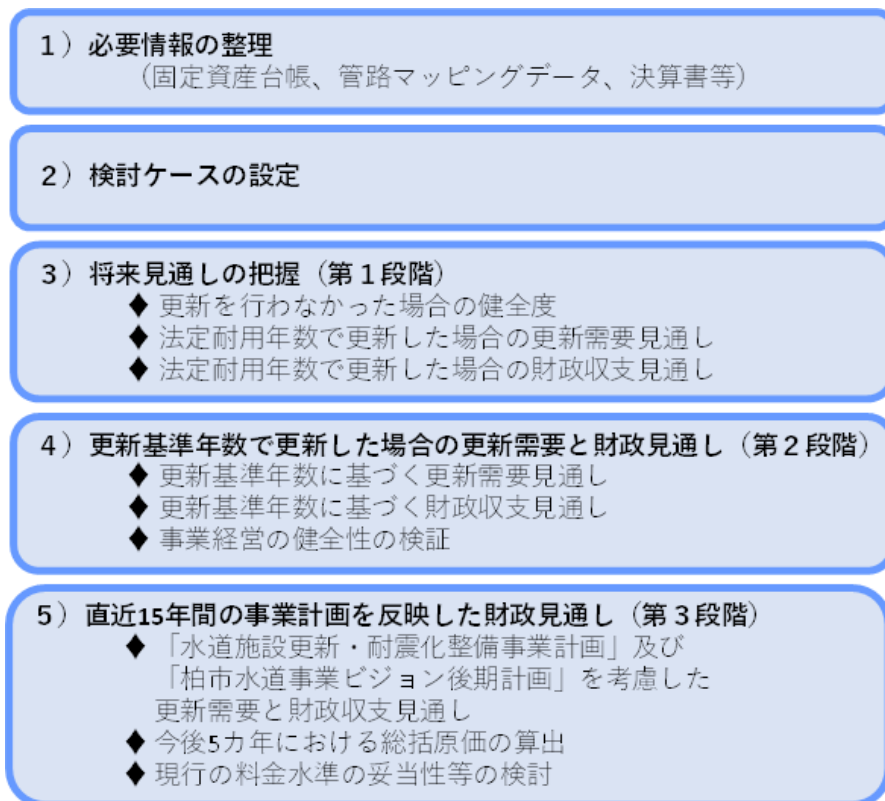 １）必要情報の整理
（固定資産台帳、管路マッピングデータ、決算書等）
２）検討ケースの設定
３）将来見通しの把握（第１段階）
◆ 更新を行わなかった場合の健全度
◆ 法定耐用年数で更新した場合の更新需要見通し
◆ 法定耐用年数で更新した場合の財政収支見通し
４）更新基準年数で更新した場合の更新需要と財政見通し（第２段階）
◆ 更新基準年数に基づく更新需要見通し
◆ 更新基準年数に基づく財政収支見通し
◆ 事業経営の健全性の検証
５）直近15年間の事業計画を反映した財政見通し（第３段階）
◆ 「水道施設更新・耐震化整備事業計画」及び
「柏市水道事業ビジョン後期計画」を考慮した
更新需要と財政収支見通し
◆ 今後5カ年における総括原価の算出
◆ 現行の料金水準の妥当性等の検討